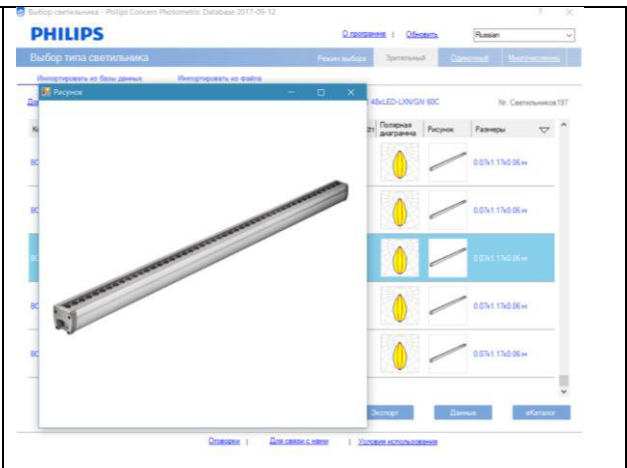 Выбор светильника - Philips Concern Photometric Database 2017-09-12
PHILIPS
О программе | Обновить
Russian
Выбор типа светильника
Режим выбора
Зрительный
Одиночный
Многочисленные
Импортировать из базы данных
Импортировать из файла
Рисунок
48xLED-LXN/GN 60C
Nr. Светильников197
Полярная диаграмма
Рисунок
Размеры
0.07x1.17x0.06 м
0.07x1.17x0.06 м
0.07x1.17x0.06 м
0.07x1.17x0.06 м
0.07x1.17x0.06 м
Экспорт
Данные
eКаталог
Оговорки | Для связи с нами | Условия использования